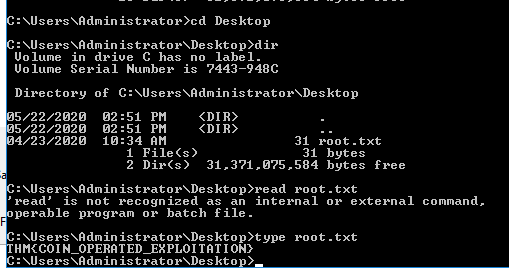 C:\Users\Administrator>cd Desktop
C:\Users\Administrator\Desktop>dir
Volume in drive C has no label.
Volume Serial Number is 7443-948C
Directory of C:\Users\Administrator\Desktop
05/22/2020 02:51 PM <DIR> .
05/22/2020 02:51 PM <DIR> ..
04/23/2020 10:34 AM 31 root.txt
1 File(s) 31 bytes
2 Dir(s) 31,371,075,584 bytes free
C:\Users\Administrator\Desktop>read root.txt
'read' is not recognized as an internal or external command,
operable program or batch file.
C:\Users\Administrator\Desktop>type root.txt
THM{COIN_OPERATED_EXPLOITATION}
C:\Users\Administrator\Desktop>_